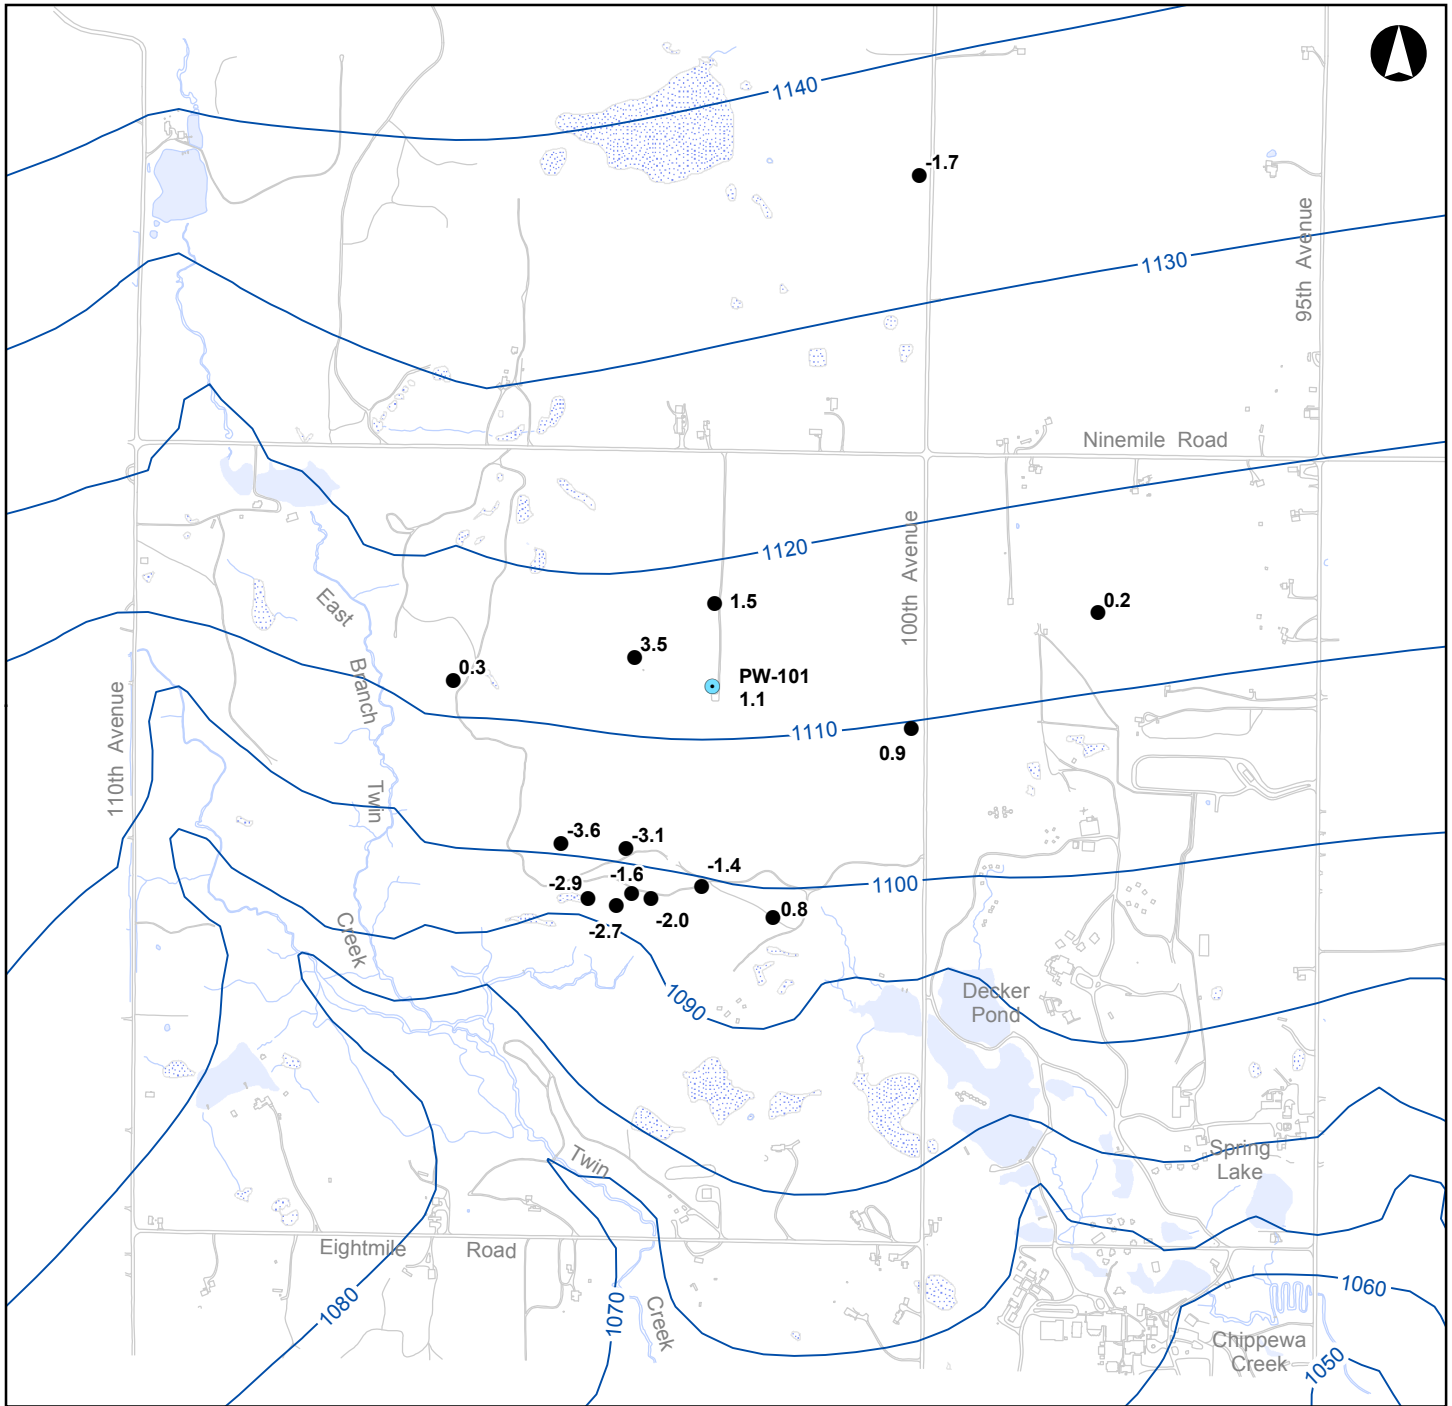 1140
-1.7
1130
95th Avenue
Ninemile Road
1120
100th Avenue
1.5
0.2
East
Branch
Twin
Creek
3.5
0.3
PW-101
1.1
110th Avenue
1110
0.9
-3.6
-3.1
-1.4
-1.6
1100
-2.9
-2.0
0.8
-2.7
1090
Decker
Pond
Twin
Creek
Spring
Lake
Eightmile Road
1080
1070
1060
Chippewa
Creek
1050